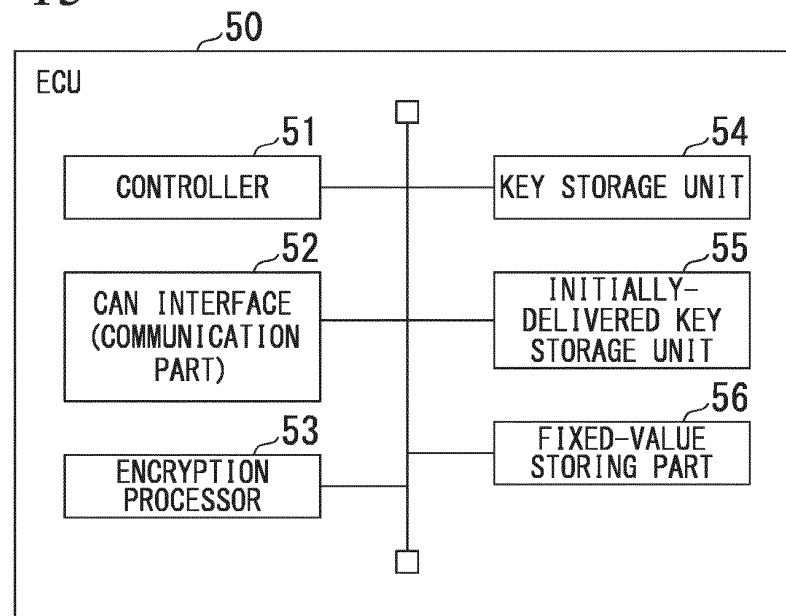 50
ECU
51
CONTROLLER
52
CAN INTERFACE
(COMMUNICATION
PART)
53
ENCRYPTION
PROCESSOR
54
KEY STORAGE UNIT
55
INITIALLY-
DELIVERED KEY
STORAGE UNIT
56
FIXED-VALUE
STORING PART